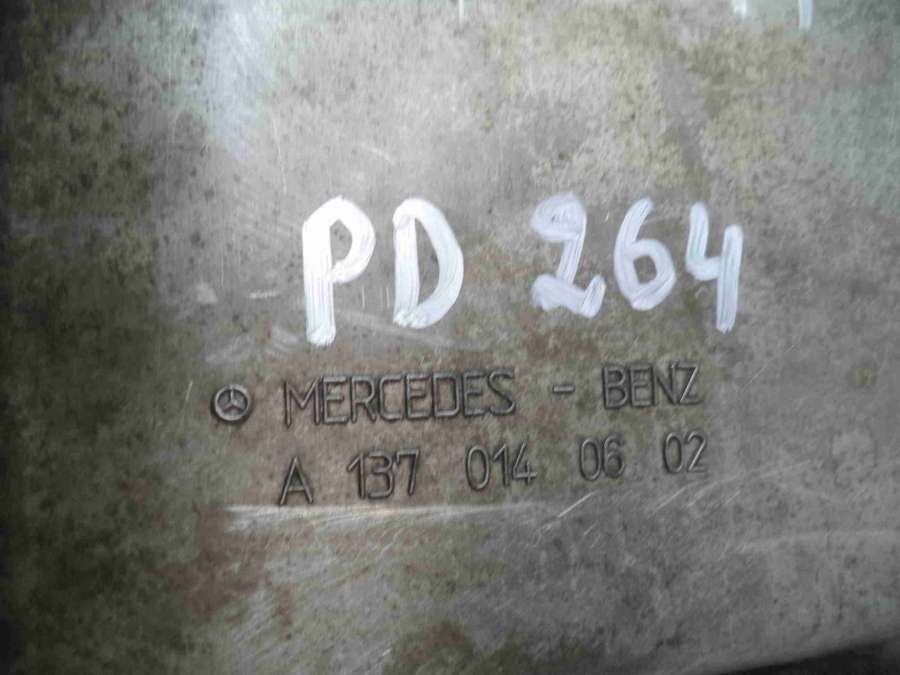 PD 264
MERCEDES - BENZ
A 137 014 06 02